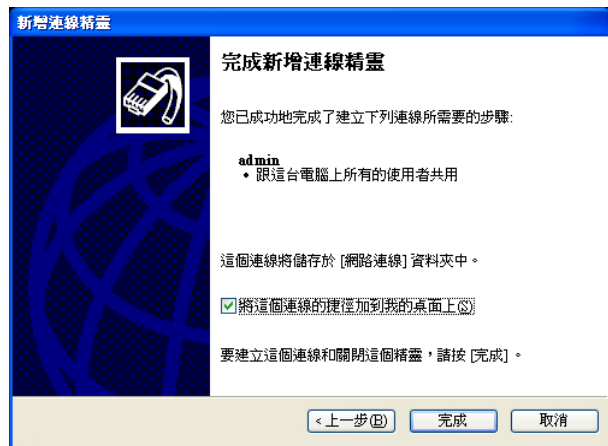 新增連線精靈
完成新增連線精靈
您已成功地完成了建立下列連線所需要的步驟:
admin
• 跟這台電腦上所有的使用者共用
這個連線將儲存於 [網路連線] 資料夾中。
將這個連線的捷徑加到我的桌面上(S)
要建立這個連線和關閉這個精靈，請按 [完成] 。
<上一步(B)
完成
取消